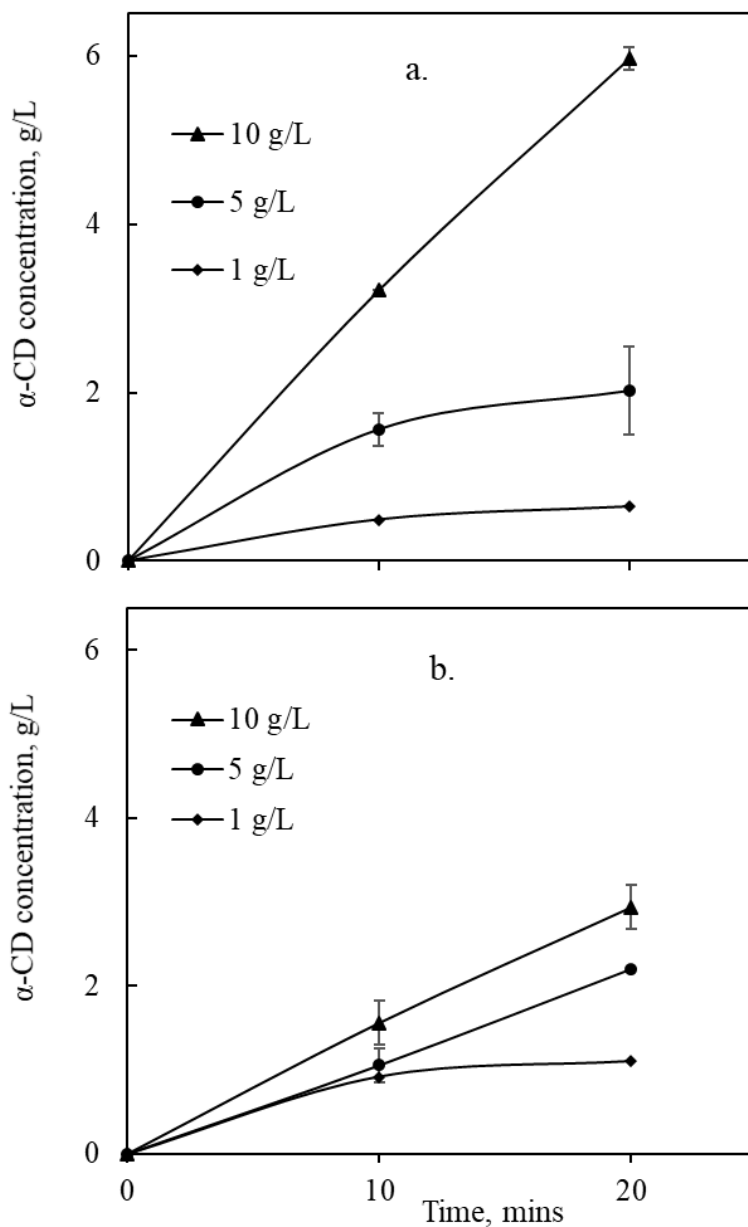 α-CD concentration, g/L
6
4
2
0
a.
10 g/L
5 g/L
1 g/L
α-CD concentration, g/L
6
4
2
0
b.
10 g/L
5 g/L
1 g/L
0
10
20
Time, mins